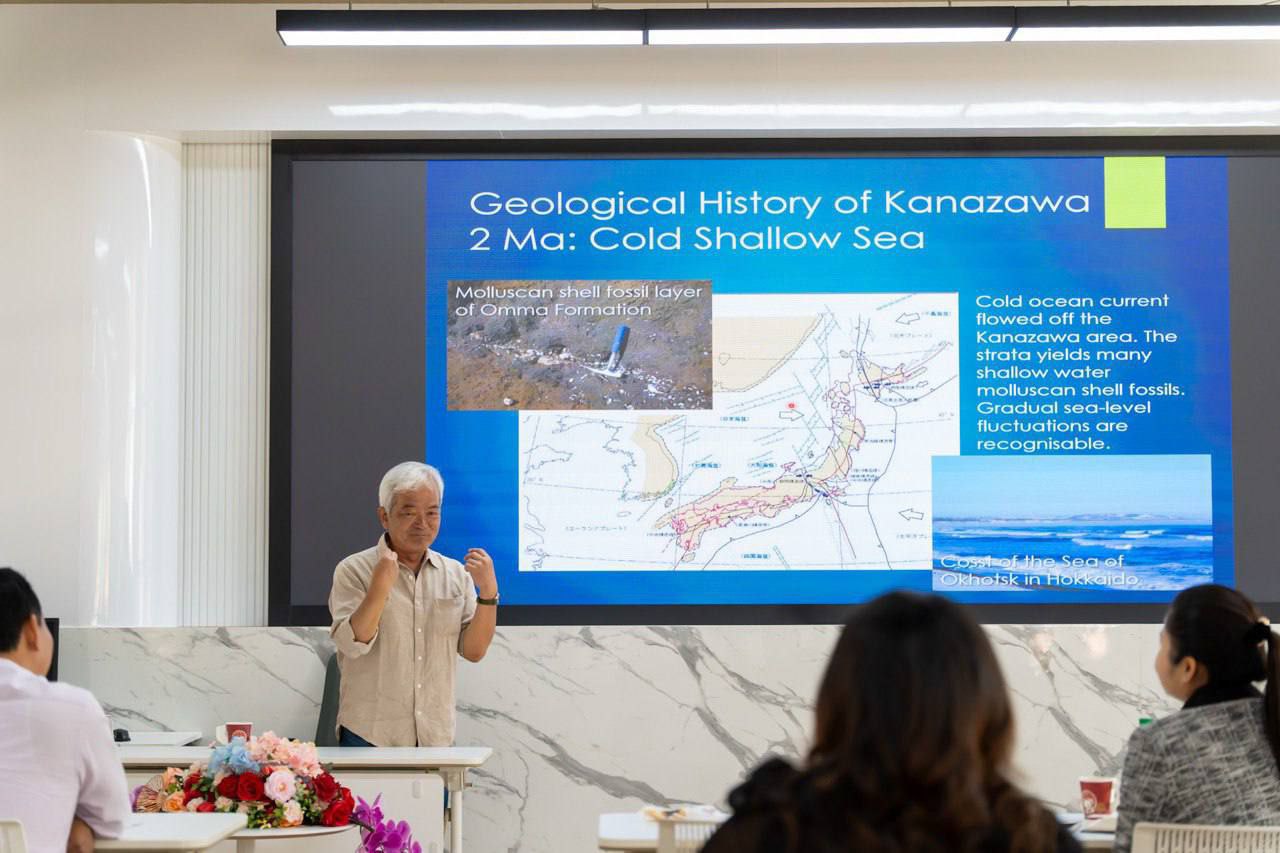 Geological History of Kanazawa
2 Ma: Cold Shallow Sea
Molluscan shell fossil layer
of Omma Formation
Cold ocean current
flowed off the
Kanazawa area. The
strata yields many
shallow water
molluscan shell fossils.
Gradual sea-level
fluctuations are
recognisable.
Cosst of the Sea of
Okhotsk in Hokkaido